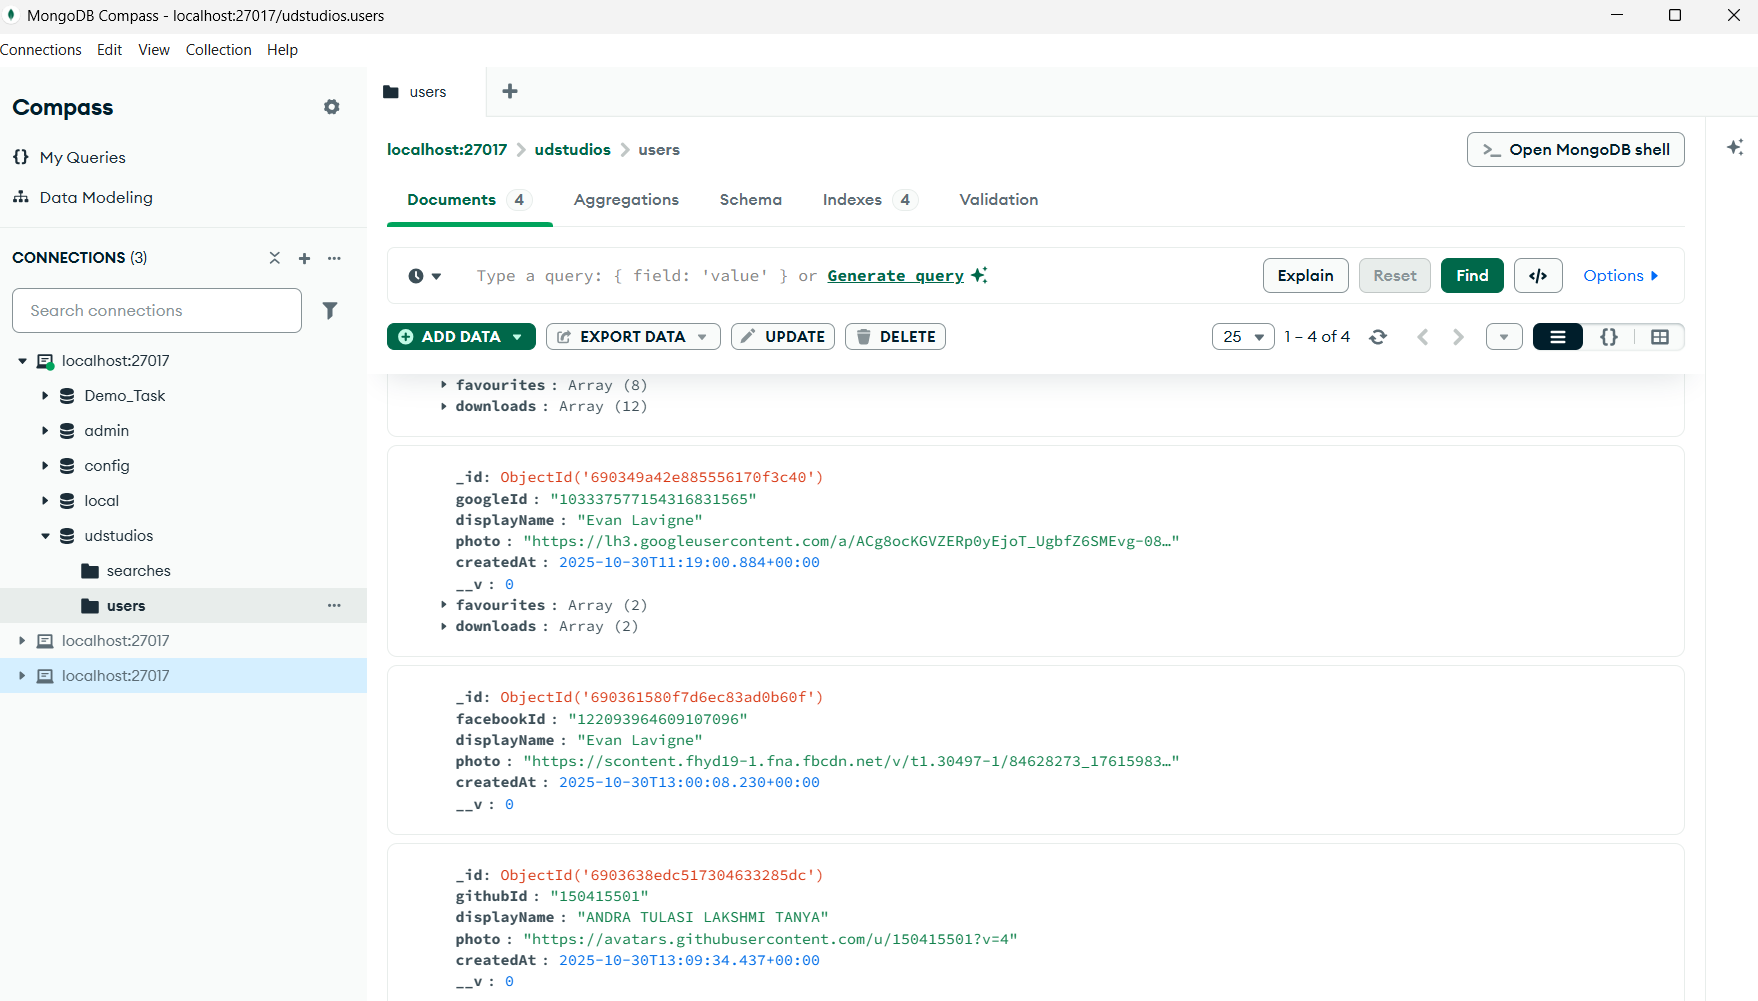 MongoDB Compass - localhost:27017/udstudios.users
Connections Edit View Collection Help
Compass
My Queries
Data Modeling
CONNECTIONS (3)
Search connections
localhost:27017
Demo_Task
admin
config
local
udstudios
searches
users
localhost:27017
localhost:27017
users
localhost:27017 > udstudios > users
>_ Open MongoDB shell
Documents 4 Aggregations Schema Indexes 4 Validation
Type a query: { field: 'value' } or Generate query
Explain Reset Find </> Options
ADD DATA EXPORT DATA UPDATE DELETE
25 1 – 4 of 4 {}
favourites : Array (8)
downloads : Array (12)
_id: ObjectId('690349a42e885556170f3c40')
googleId : "103337577154316831565"
displayName : "Evan Lavigne"
photo : "https://lh3.googleusercontent.com/a/ACg8ocKGVZERp0yEjoT_UgbfZ6SMEvg-08…"
createdAt : 2025-10-30T11:19:00.884+00:00
__v : 0
favourites : Array (2)
downloads : Array (2)
_id: ObjectId('690361580f7d6ec83ad0b60f')
facebookId : "122093964609107096"
displayName : "Evan Lavigne"
photo : "https://scontent.fhyd19-1.fna.fbcdn.net/v/t1.30497-1/84628273_17615983…"
createdAt : 2025-10-30T13:00:08.230+00:00
__v : 0
_id: ObjectId('6903638edc517304633285dc')
githubId : "150415501"
displayName : "ANDRA TULASI LAKSHMI TANYA"
photo : "https://avatars.githubusercontent.com/u/150415501?v=4"
createdAt : 2025-10-30T13:09:34.437+00:00
__v : 0